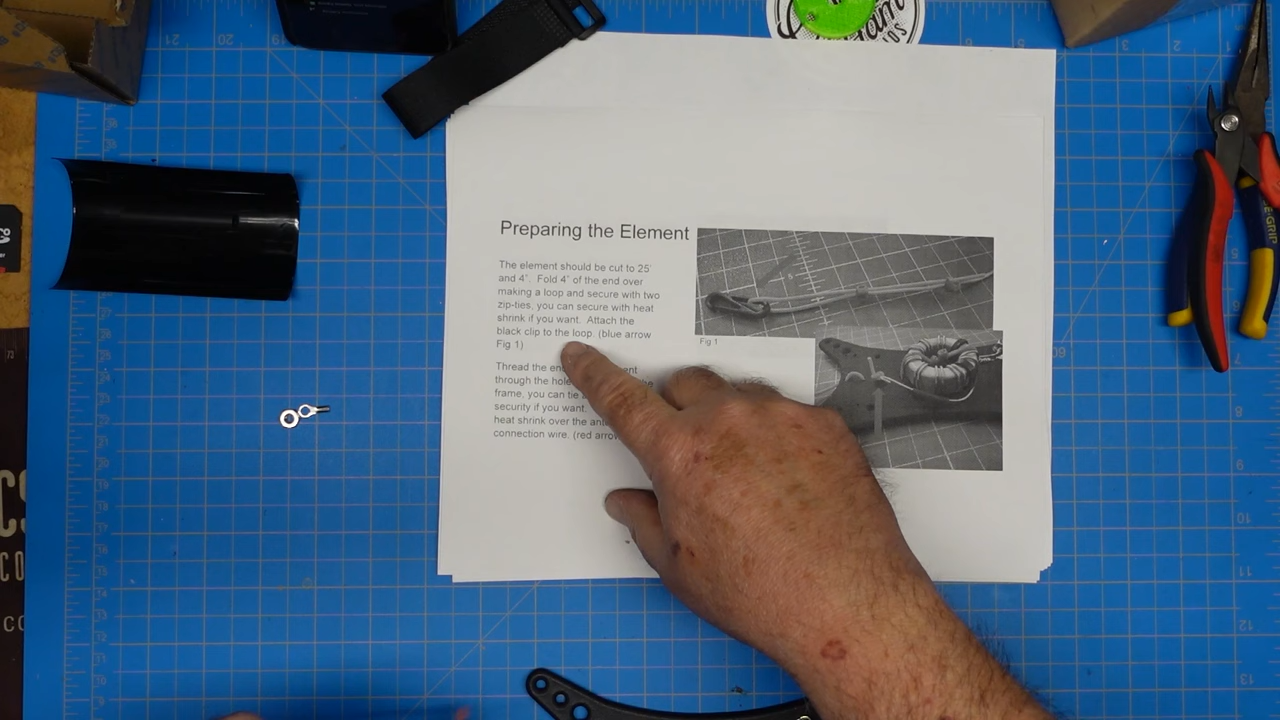 Preparing the Element
The element should be cut to 25'
and 4". Fold 4" of the end over
making a loop and secure with two
zip-ties, you can secure with heat
shrink if you want. Attach the
black clip to the loop. (blue arrow
Fig 1)
Fig 1
Thread the
through the hole
frame, you can tie
security if you want.
heat shrink over the
connection wire. (red